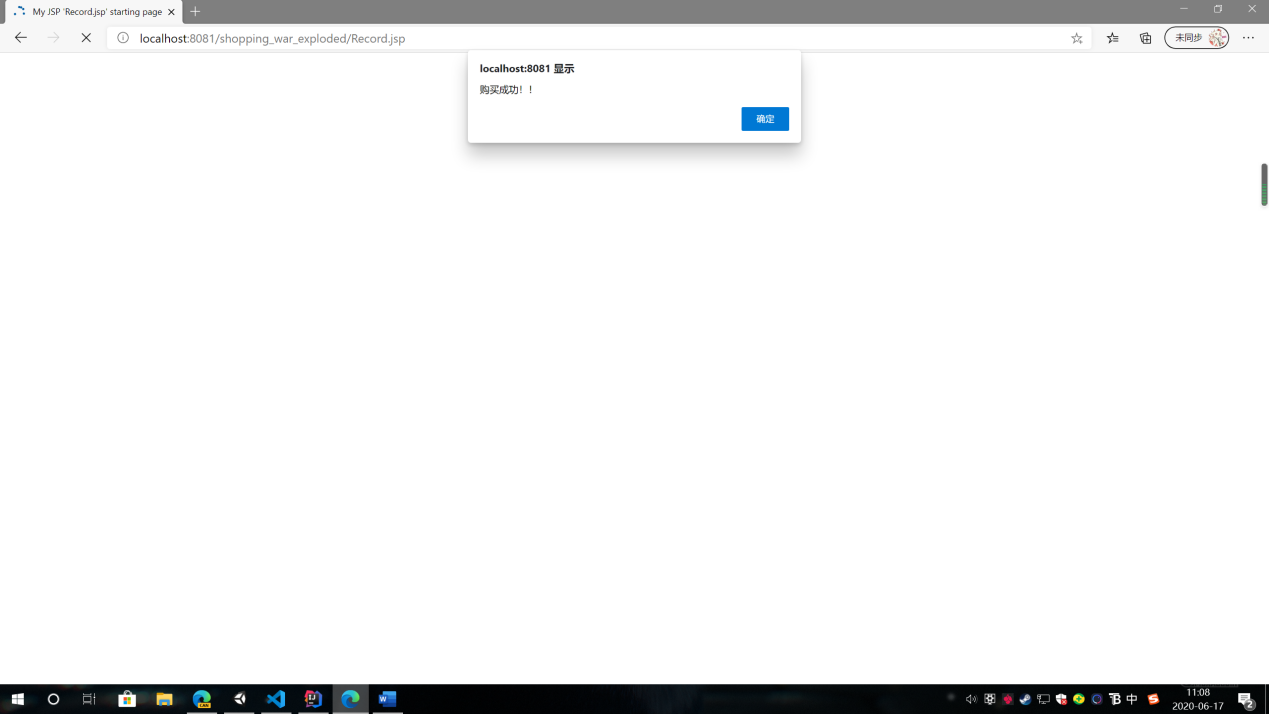 My JSP 'Record.jsp' starting page
localhost:8081/shopping_war_exploded/Record.jsp
未同步
localhost:8081 显示
购买成功！！
确定
中
11:08
2020-06-17
2